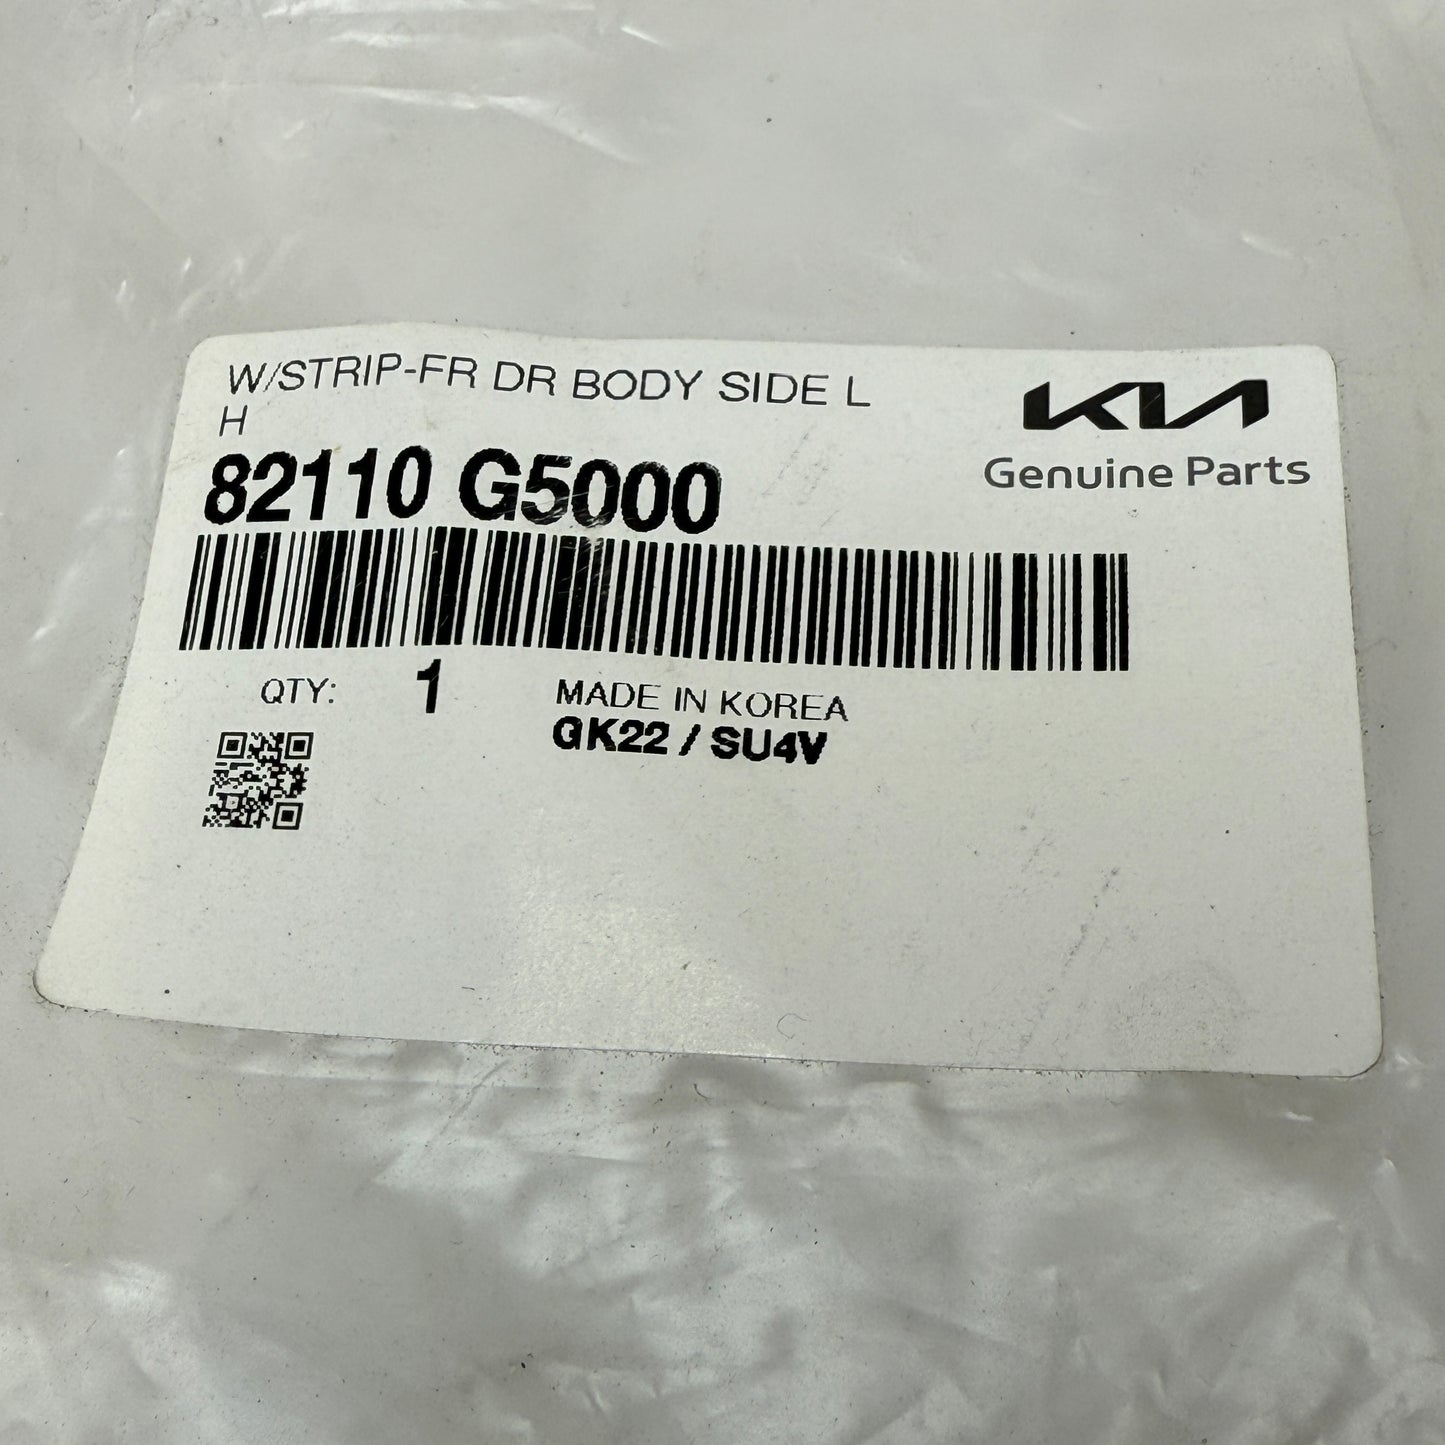 W/STRIP-FR DR BODY SIDE L
H
KIA
Genuine Parts
82110 G5000
QTY: 1
MADE IN KOREA
GK22 / SU4V